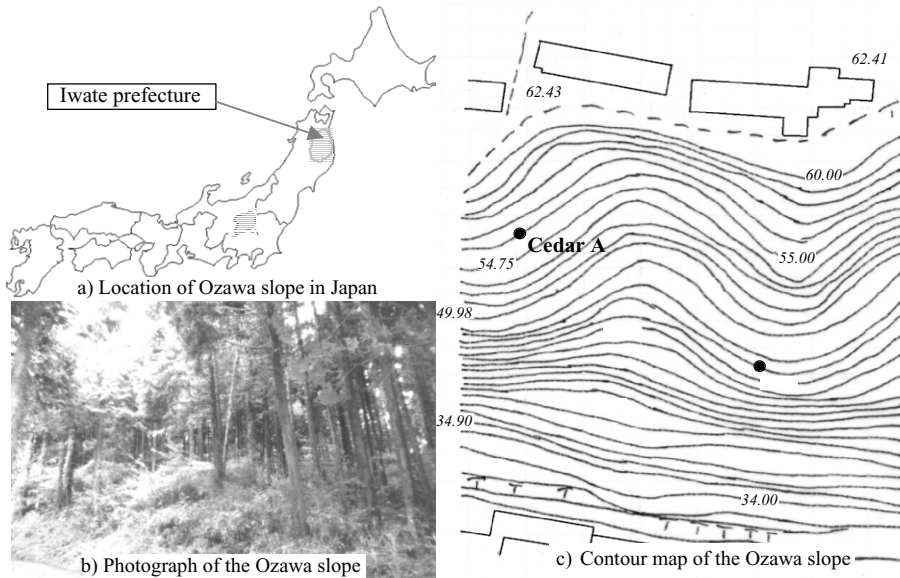 Iwate prefecture
a) Location of Ozawa slope in Japan
b) Photograph of the Ozawa slope
62.41
62.43
60.00
Cedar A
55.00
54.75
49.98
34.90
34.00
c) Contour map of the Ozawa slope